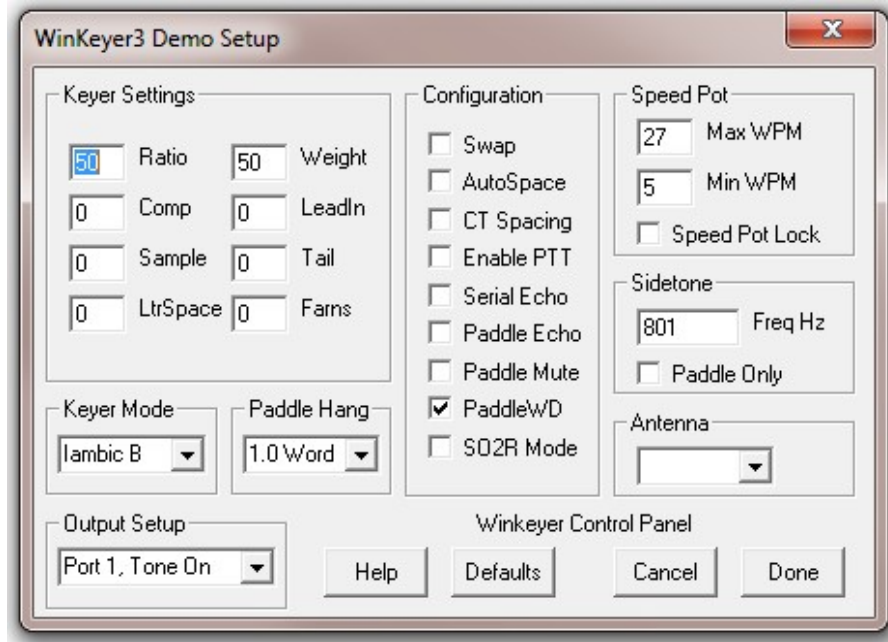 WinKeyer3 Demo Setup
X
Keyer Settings
50 Ratio 50 Weight
0 Comp 0 LeadIn
0 Sample 0 Tail
0 LtrSpace 0 Farns
Configuration
Swap
AutoSpace
CT Spacing
Enable PTT
Serial Echo
Paddle Echo
Paddle Mute
PaddleWD
SO2R Mode
Speed Pot
27 Max WPM
5 Min WPM
Speed Pot Lock
Sidetone
801 Freq Hz
Paddle Only
Keyer Mode
Iambic B
Paddle Hang
1.0 Word
Antenna
Output Setup
Port 1, Tone On
Winkeyer Control Panel
Help Defaults Cancel Done